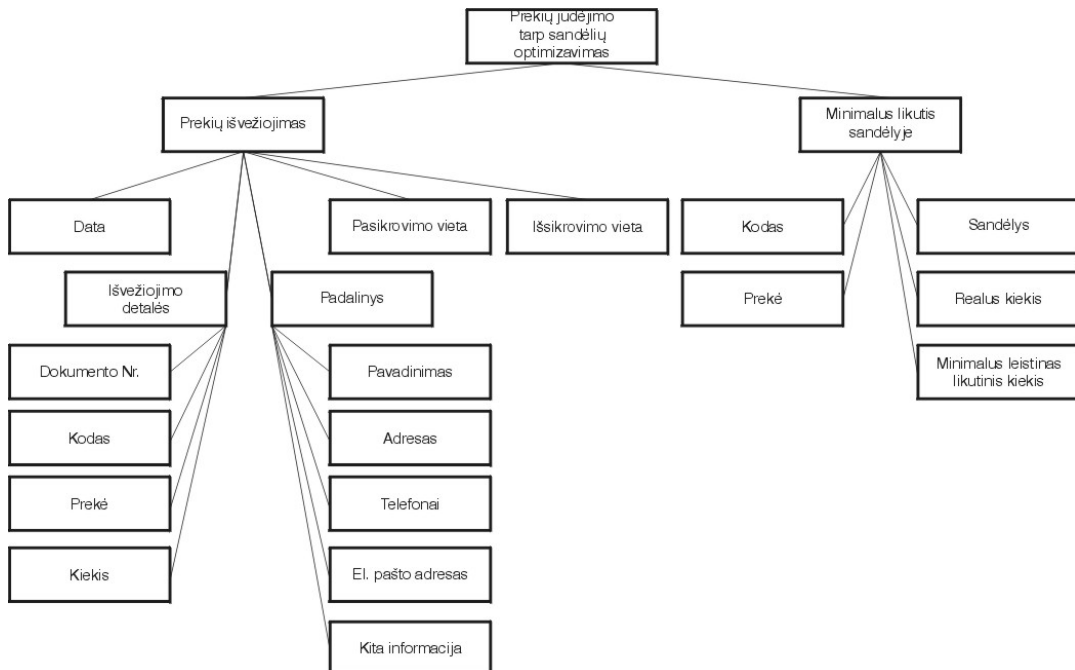 Prekių judėjimo
tarp sandėlių
optimizavimas
Prekių išvežiojimas
Minimalus likutis
sandėlyje
Data
Pasikrovimo vieta
Išsikrovimo vieta
Kodas
Sandėlys
Išvežiojimo
detalės
Padalinys
Prekė
Realus kiekis
Dokumento Nr.
Pavadinimas
Minimalus leistinas
likutinis kiekis
Kodas
Adresas
Prekė
Telefonai
Kiekis
El. pašto adresas
Kita informacija